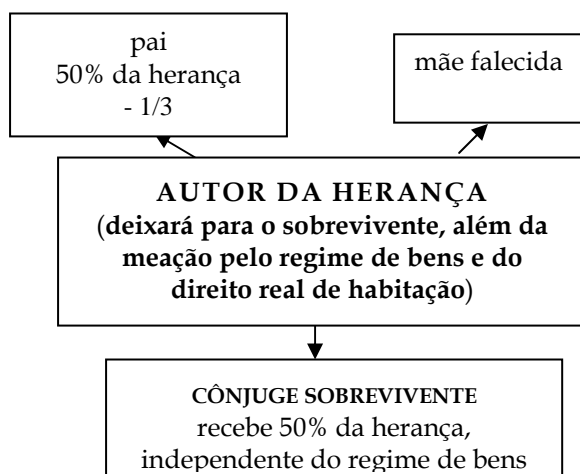 pai
50% da herança
- 1/3
mãe falecida
AUTOR DA HERANÇA
(deixará para o sobrevivente, além da
meação pelo regime de bens e do
direito real de habitação)
CÔNJUGE SOBREVIVENTE
recebe 50% da herança,
independente do regime de bens